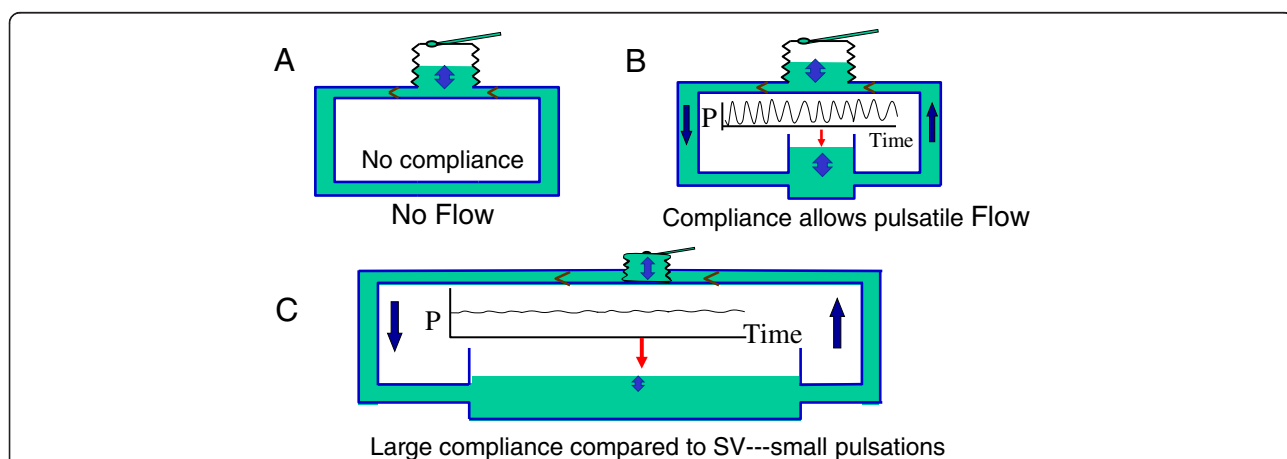 A
No compliance
No Flow
B
P
Time
Compliance allows pulsatile Flow
C
P
Time
Large compliance compared to SV---small pulsations